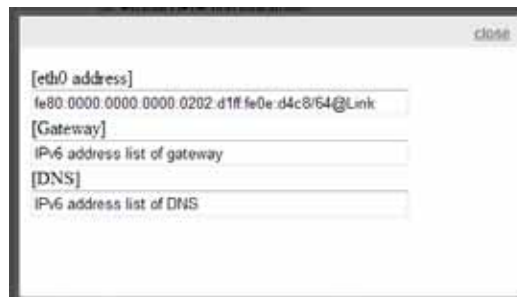 close
[eth0 address]
fe80:0000:0000:0000:0202:d1ff:fe0e:d4c8/64@Link
[Gateway]
IPv6 address list of gateway
[DNS]
IPv6 address list of DNS